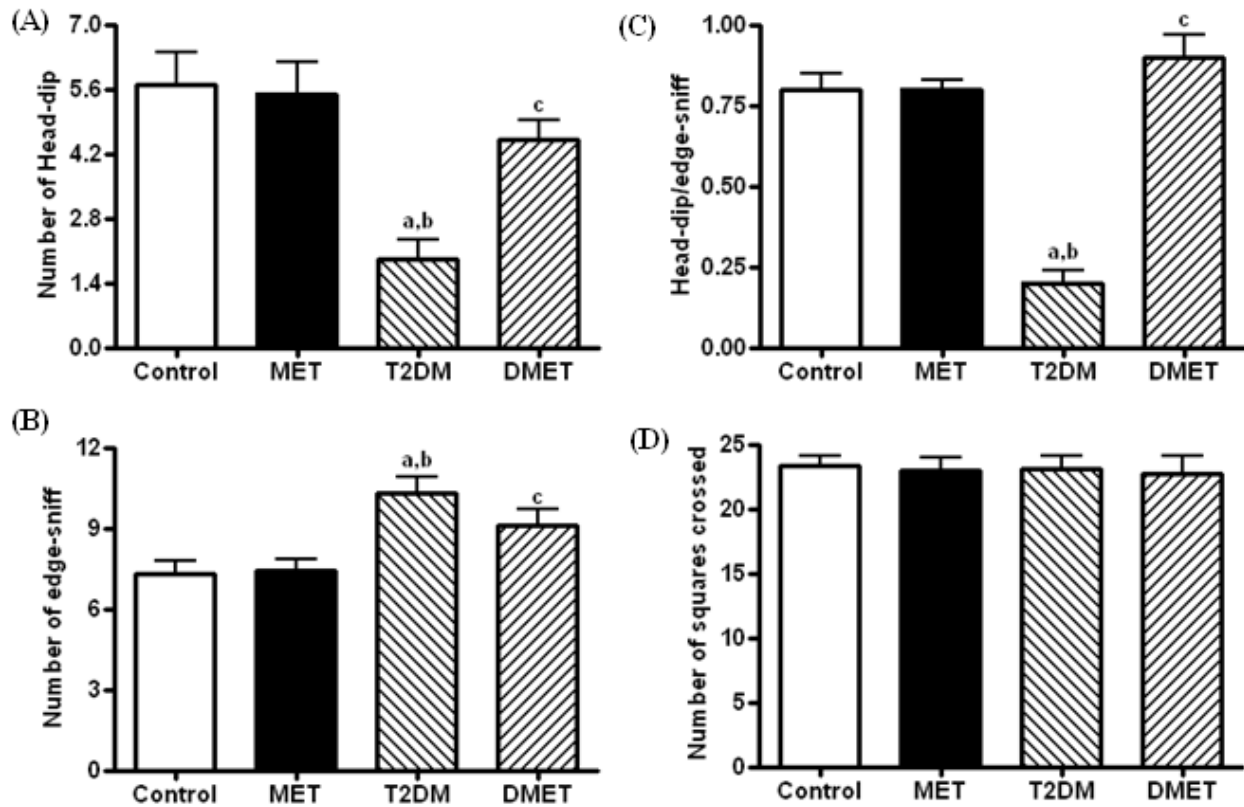 (A)
Number of Head-dip
7.0
5.6
4.2
2.8
1.4
0.0
a,b
c
Control MET T2DM DMET
(C)
Head-dip/edge-sniff
1.00
0.75
0.50
0.25
0.00
a,b
c
Control MET T2DM DMET
(B)
Number of edge-sniff
12
9
6
3
0
a,b
c
Control MET T2DM DMET
(D)
Number of squares crossed
25
20
15
10
5
0
Control MET T2DM DMET